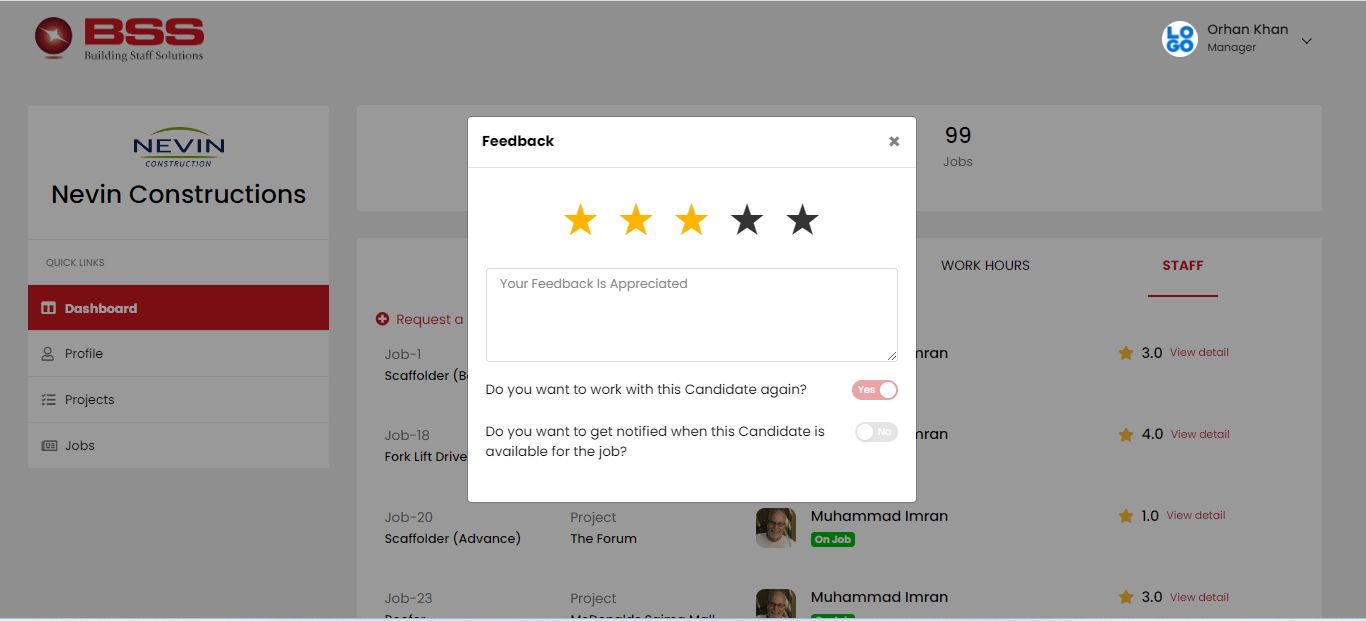 BSS
Building Staff Solutions
LOGO
Orhan Khan
Manager
NEVIN
CONSTRUCTION
Nevin Constructions
QUICK LINKS
Dashboard
Profile
Projects
Jobs
99
Jobs
WORK HOURS
STAFF
Request a
Feedback
Your Feedback Is Appreciated
Do you want to work with this Candidate again?
Yes
Do you want to get notified when this Candidate is
available for the job?
No
Job-1
Scaffolder
3.0 View detail
Job-18
Fork Lift
4.0 View detail
Job-20
Scaffolder (Advance)
Project
The Forum
Muhammad Imran
On Job
1.0 View detail
Job-23
Project
Muhammad Imran
3.0 View detail